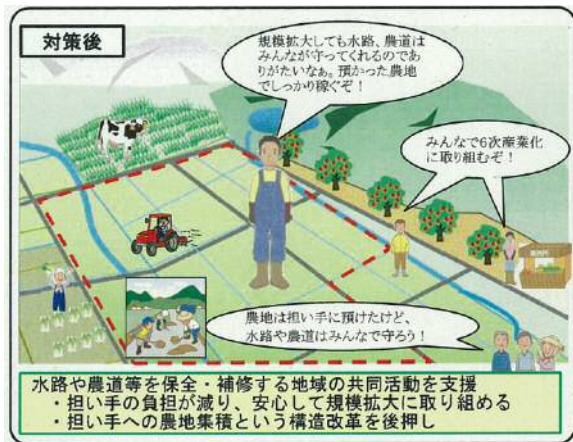 対策後
規模拡大しても水路、農道は
みんなが守ってくれるのであ
りがたいなぁ。預かった農地
でしっかり稼ぐぞ！
みんなで6次産業化
に取り組むぞ！
農地は担い手に預けたけど、
水路や農道はみんなで守ろう！
水路や農道等を保全・補修する地域の共同活動を支援
・担い手の負担が減り、安心して規模拡大に取り組める
・担い手への農地集積という構造改革を後押し